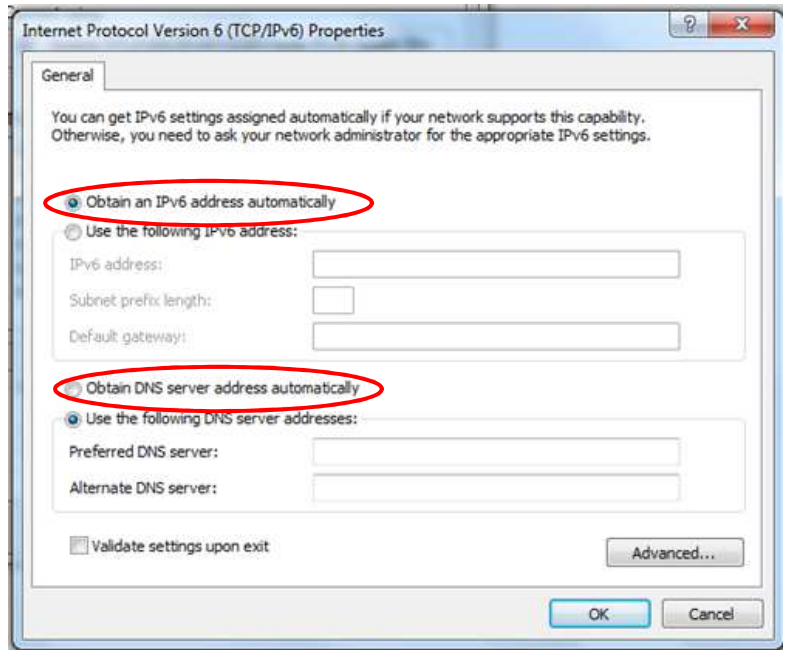 Internet Protocol Version 6 (TCP/IPv6) Properties
General
You can get IPv6 settings assigned automatically if your network supports this capability.
Otherwise, you need to ask your network administrator for the appropriate IPv6 settings.
Obtain an IPv6 address automatically
Use the following IPv6 address:
IPv6 address:
Subnet prefix length:
Default gateway:
Obtain DNS server address automatically
Use the following DNS server addresses:
Preferred DNS server:
Alternate DNS server:
Validate settings upon exit
Advanced...
OK
Cancel